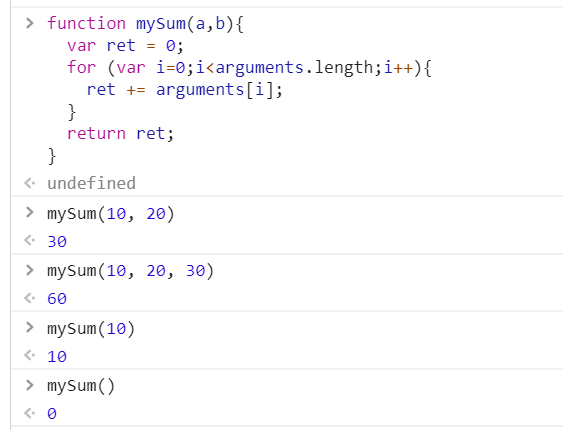 > function mySum(a,b){
    var ret = 0;
    for (var i=0;i<arguments.length;i++){
      ret += arguments[i];
    }
    return ret;
  }
undefined
> mySum(10, 20)
30
> mySum(10, 20, 30)
60
> mySum(10)
10
> mySum()
0